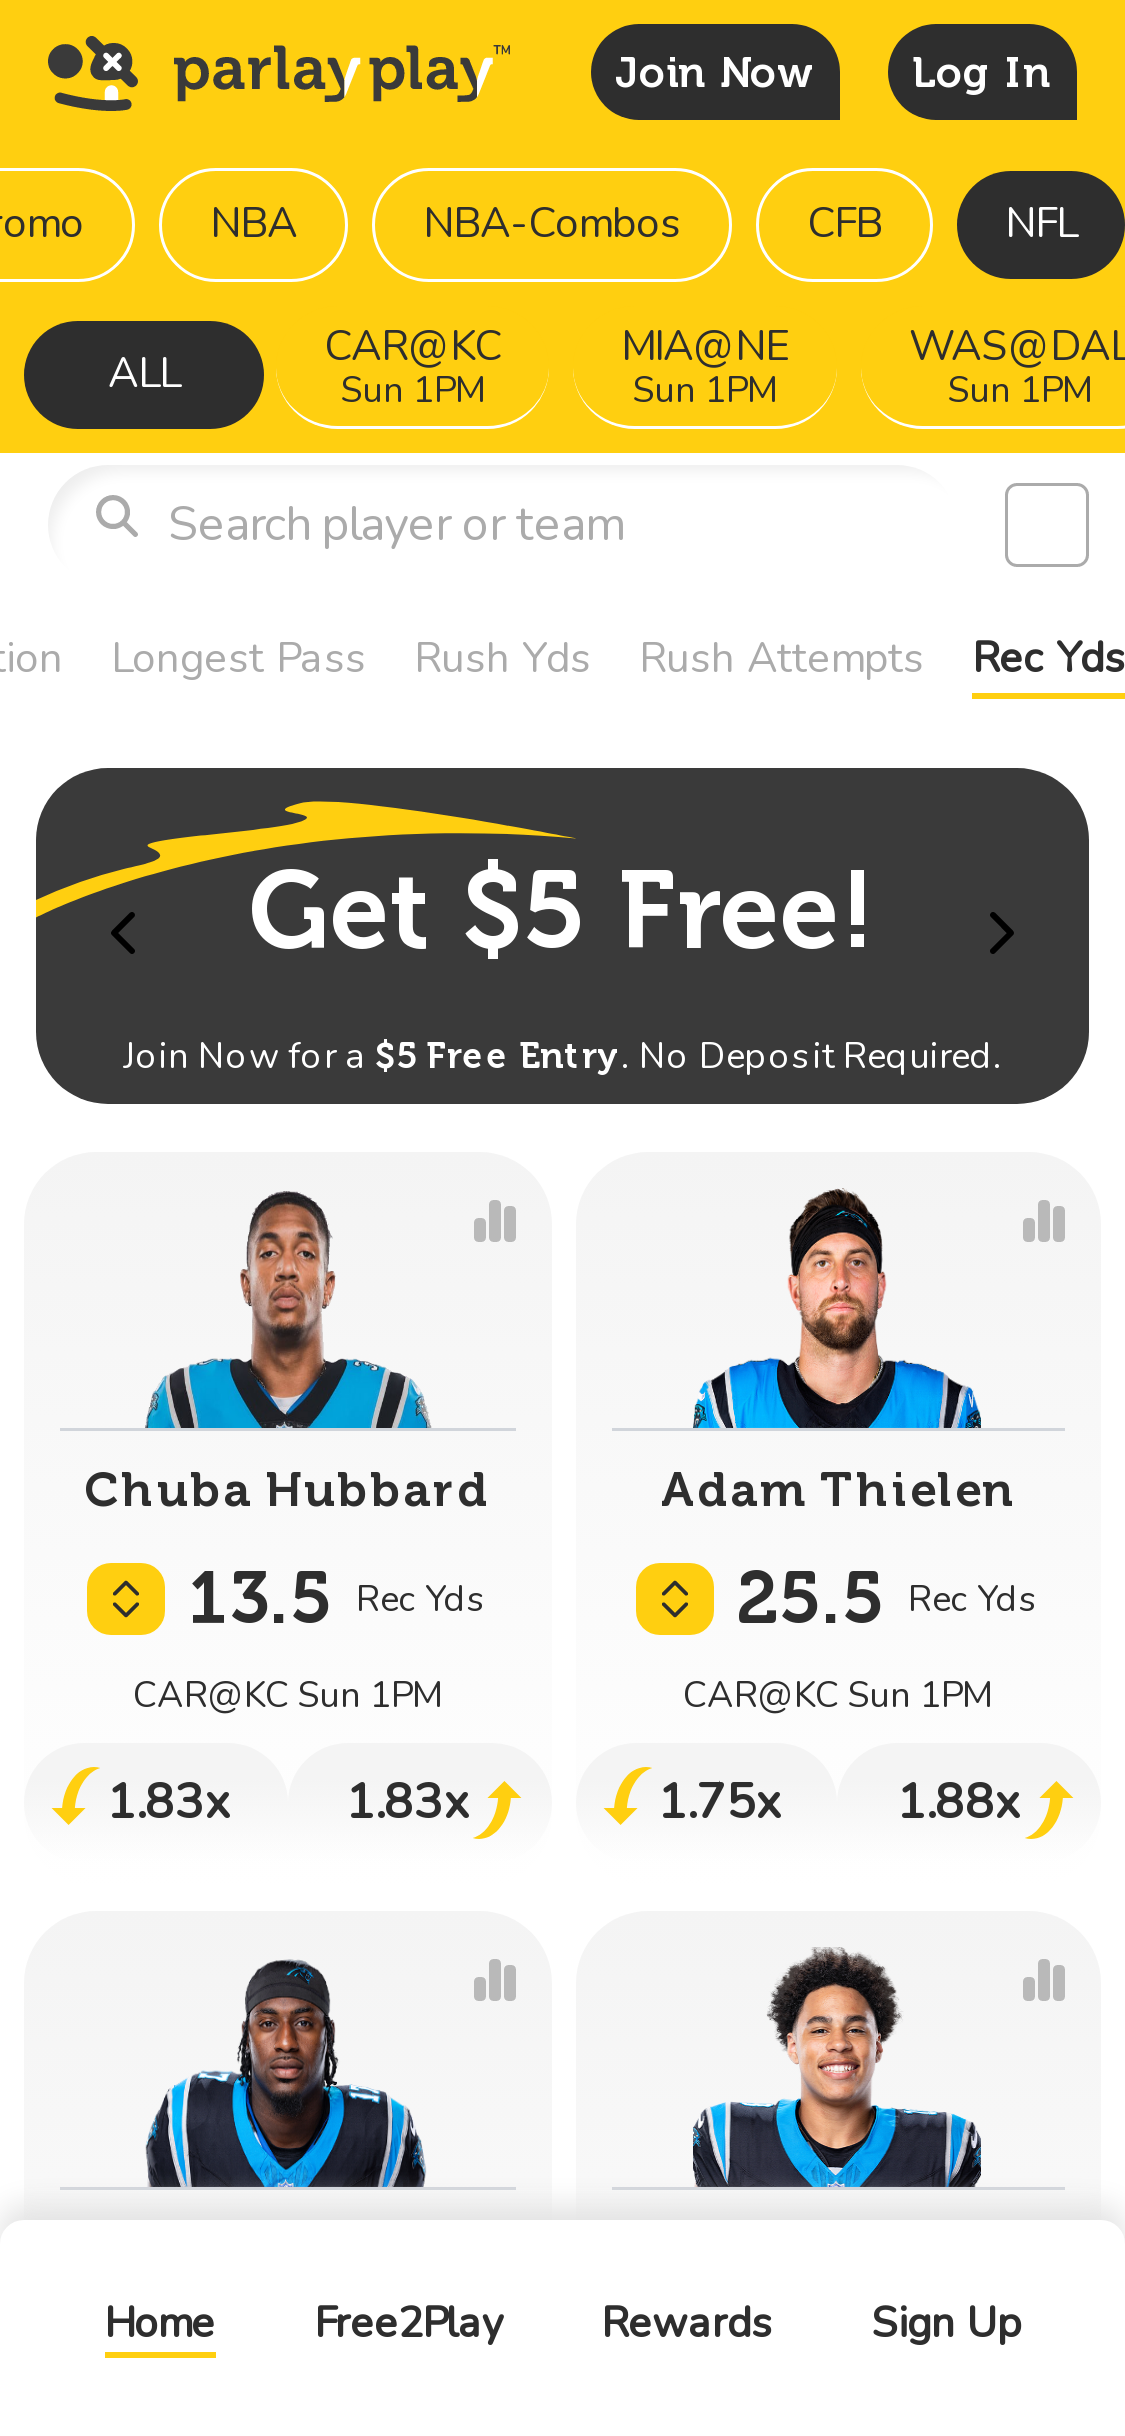 parlayplay™
Join Now
Log In
romo
NBA
NBA-Combos
CFB
NFL
ALL
CAR@KC
Sun 1PM
MIA@NE
Sun 1PM
WAS@DAL
Sun 1PM
Search player or team
tion
Longest Pass
Rush Yds
Rush Attempts
Rec Yds
Get $5 Free!
Join Now for a $5 Free Entry. No Deposit Required.
Chuba Hubbard
13.5 Rec Yds
CAR@KC Sun 1PM
1.83x
1.83x
Adam Thielen
25.5 Rec Yds
CAR@KC Sun 1PM
1.75x
1.88x
Home
Free2Play
Rewards
Sign Up